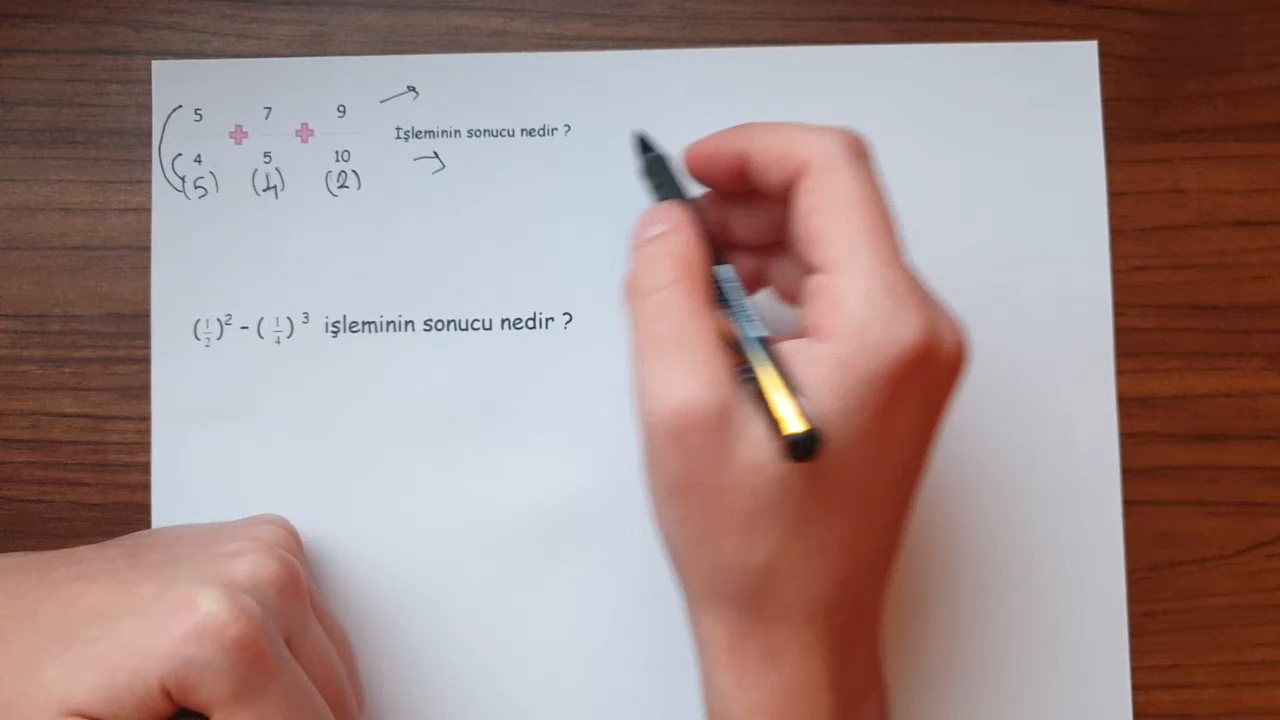 5 + 7 + 9
İşleminin sonucu nedir ?
4 5 10
(5) (4) (2)
(1/2)² - (1/4)³ işleminin sonucu nedir ?